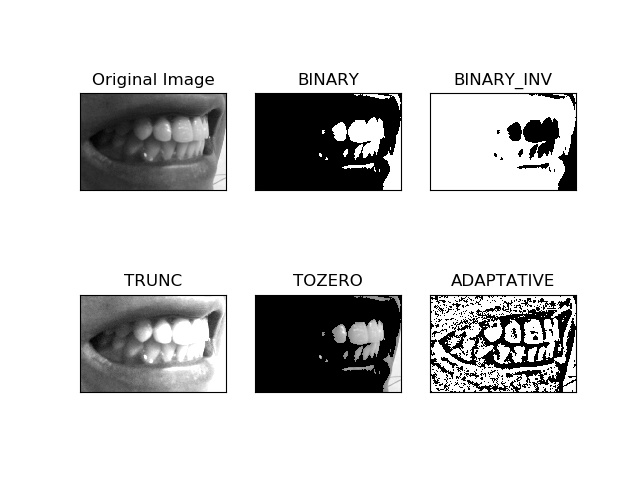 Original Image
BINARY
BINARY_INV
TRUNC
TOZERO
ADAPTATIVE